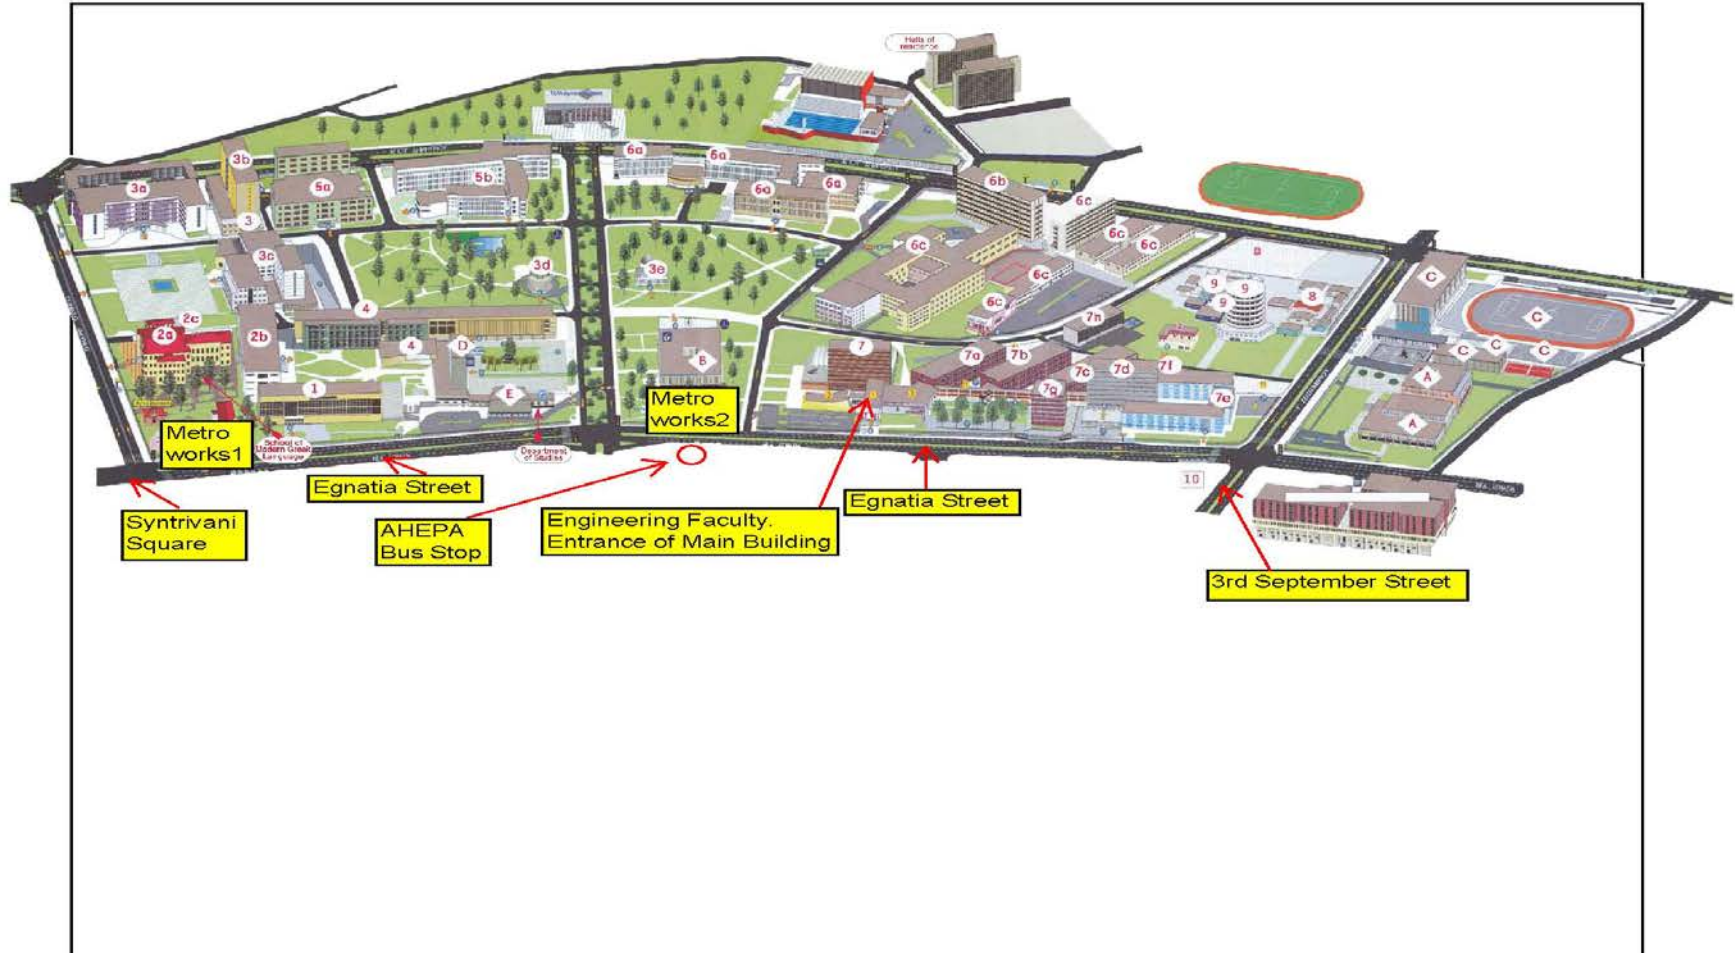 Halls of
residence
3b
6a
6a
3a
5a
5b
6a
6a
6b
6c
3
6c
6c
6c
3c
3d
3e
6c
B
C
A
6c
9
9
9
8
6c
2c
4
7h
C
2a
2b
4
D
B
7
7a
7b
7c
7d
7f
C
C
C
1
E
7g
7e
A
A
Metro
works2
Metro
works1
School of
Modern Greek
Language
Department
of Studies
10
Egnatia Street
Egnatia Street
Syntrivani
Square
AHEPA
Bus Stop
Engineering Faculty.
Entrance of Main Building
3rd September Street